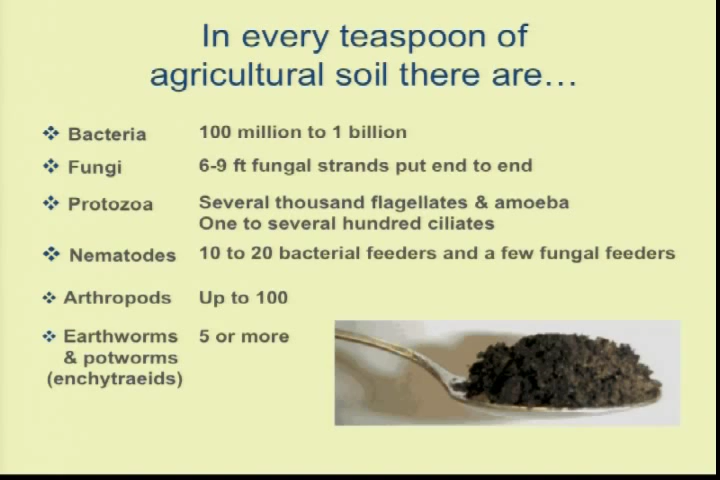 In every teaspoon of
agricultural soil there are…
Bacteria 100 million to 1 billion
Fungi 6-9 ft fungal strands put end to end
Protozoa Several thousand flagellates & amoeba
One to several hundred ciliates
Nematodes 10 to 20 bacterial feeders and a few fungal feeders
Arthropods Up to 100
Earthworms 5 or more
& potworms
(enchytraeids)